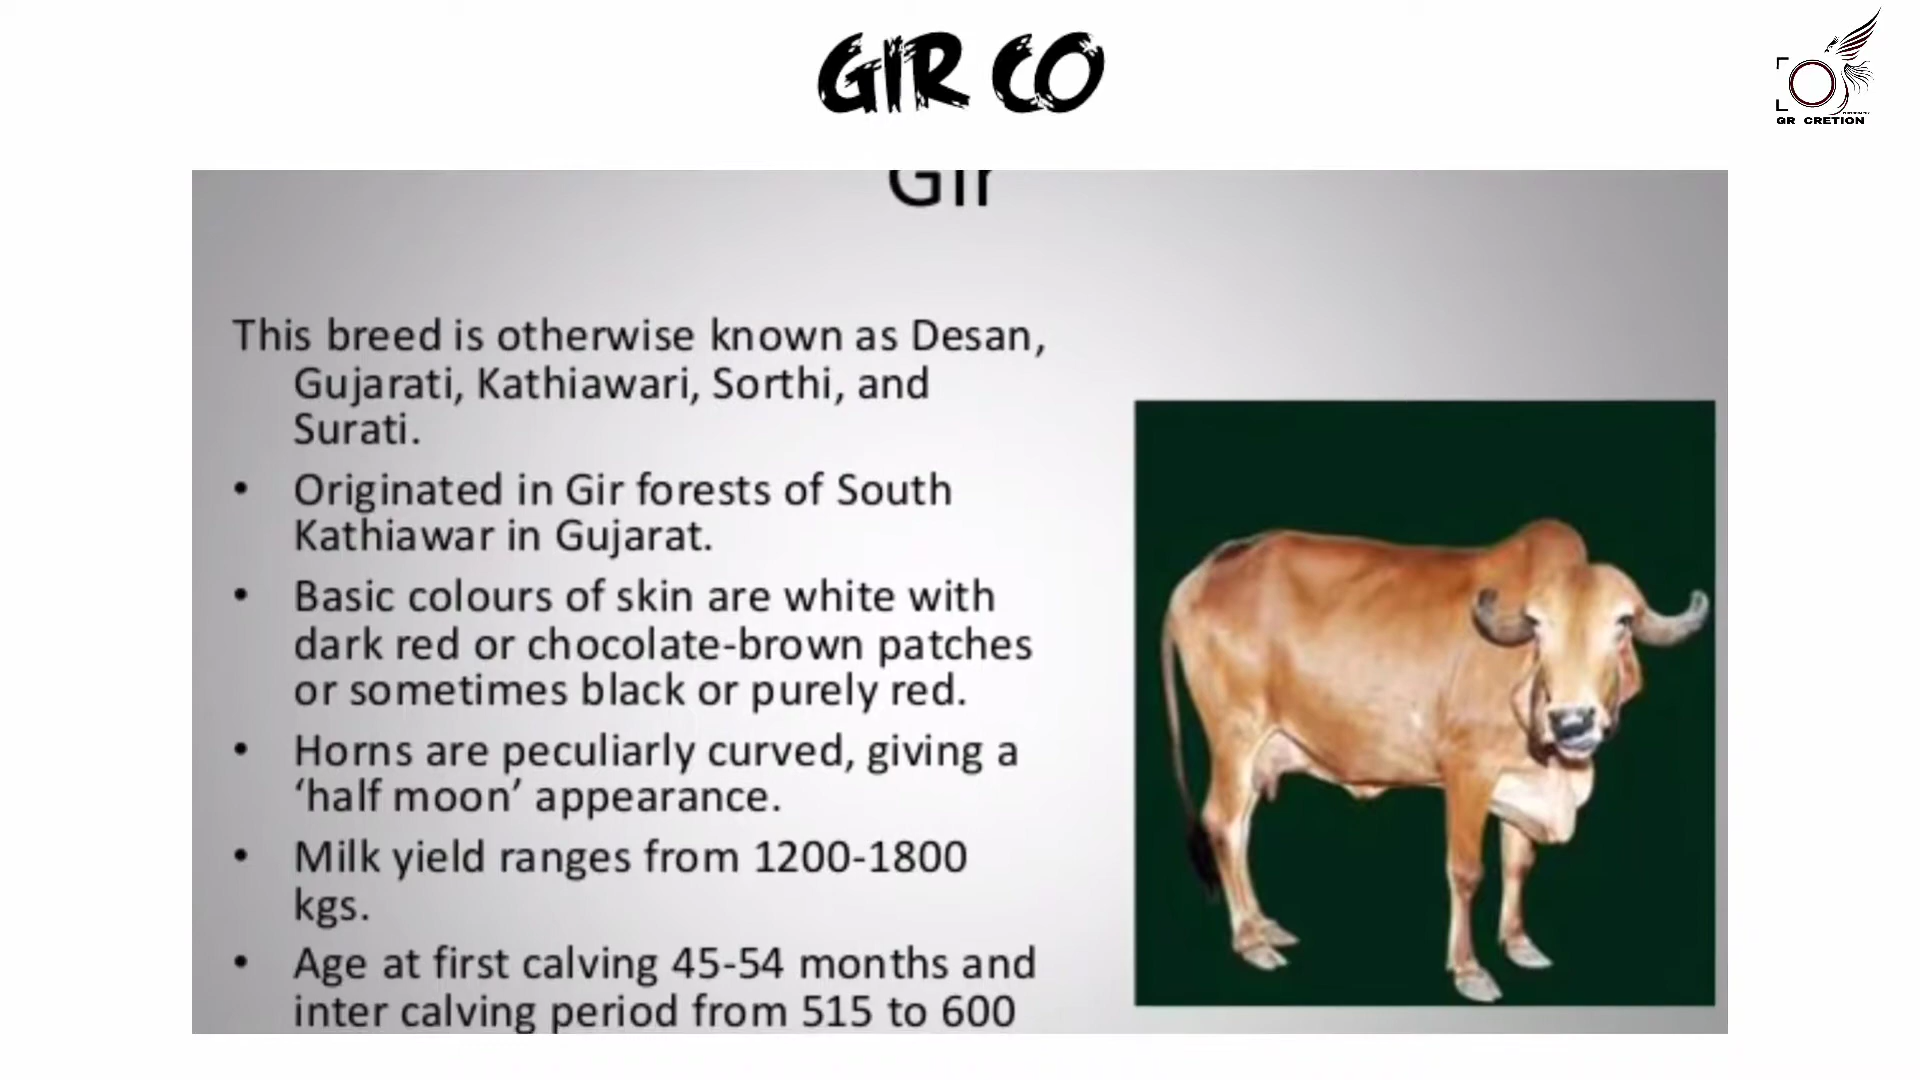 GIR CO
GR CRETION
Gir
This breed is otherwise known as Desan,
Gujarati, Kathiawari, Sorthi, and
Surati.
• Originated in Gir forests of South
Kathiawar in Gujarat.
• Basic colours of skin are white with
dark red or chocolate-brown patches
or sometimes black or purely red.
• Horns are peculiarly curved, giving a
‘half moon’ appearance.
• Milk yield ranges from 1200-1800
kgs.
• Age at first calving 45-54 months and
inter calving period from 515 to 600